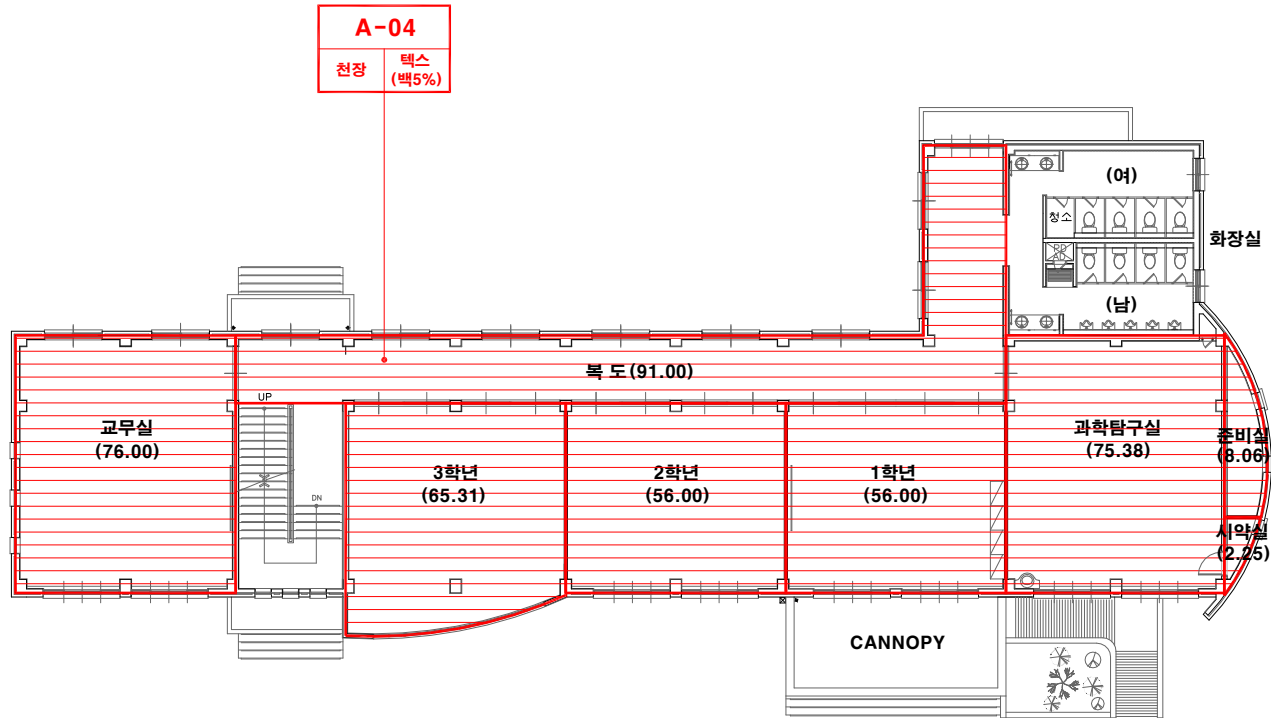 A-04
천장
텍스
(백5%)
(여)
청소
화장실
(남)
복 도(91.00)
UP
교무실
(76.00)
DN
3학년
(65.31)
2학년
(56.00)
1학년
(56.00)
과학탐구실
(75.38)
준비실
(8.06)
시약실
(2.25)
CANNOPY